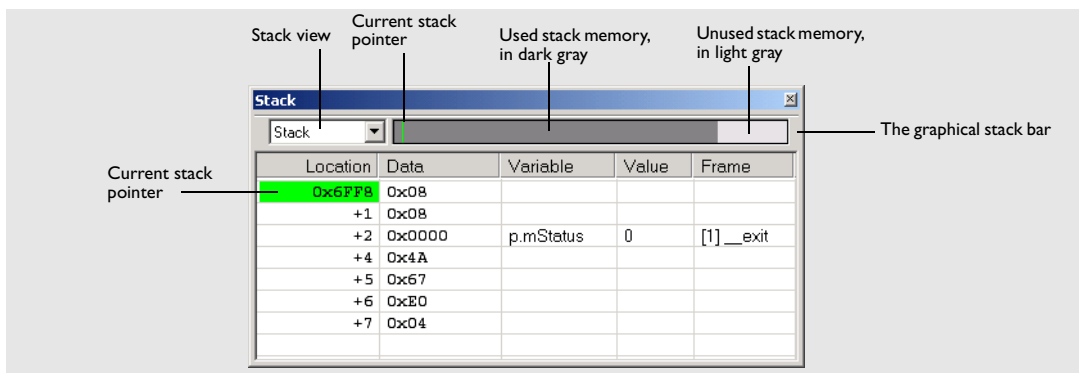 Stack view
Current stack
pointer
Used stack memory,
in dark gray
Unused stack memory,
in light gray
Stack
Stack
The graphical stack bar
Current stack
pointer
Location Data Variable Value Frame
0x6FF8 0x08
+1 0x08
+2 0x0000 p.mStatus 0 [1] __exit
+4 0x4A
+5 0x67
+6 0xE0
+7 0x04